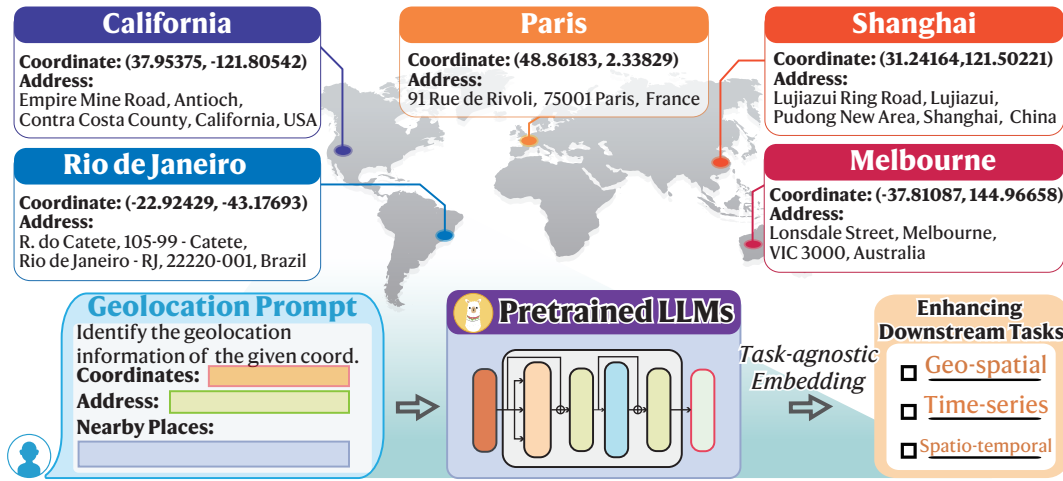 California
Coordinate: (37.95375, -121.80542)
Address:
Empire Mine Road, Antioch,
Contra Costa County, California, USA
Paris
Coordinate: (48.86183, 2.33829)
Address:
91 Rue de Rivoli, 75001 Paris, France
Shanghai
Coordinate: (31.24164,121.50221)
Address:
Lujiazui Ring Road, Lujiazui,
Pudong New Area, Shanghai, China
Rio de Janeiro
Coordinate: (-22.92429, -43.17693)
Address:
R. do Catete, 105-99 - Catete,
Rio de Janeiro - RJ, 22220-001, Brazil
Melbourne
Coordinate: (-37.81087, 144.96658)
Address:
Lonsdale Street, Melbourne,
VIC 3000, Australia
Geolocation Prompt
Identify the geolocation
information of the given coord.
Coordinates:
Address:
Nearby Places:
Pretrained LLMs
Task-agnostic
Embedding
Enhancing
Downstream Tasks
Geo-spatial
Time-series
Spatio-temporal